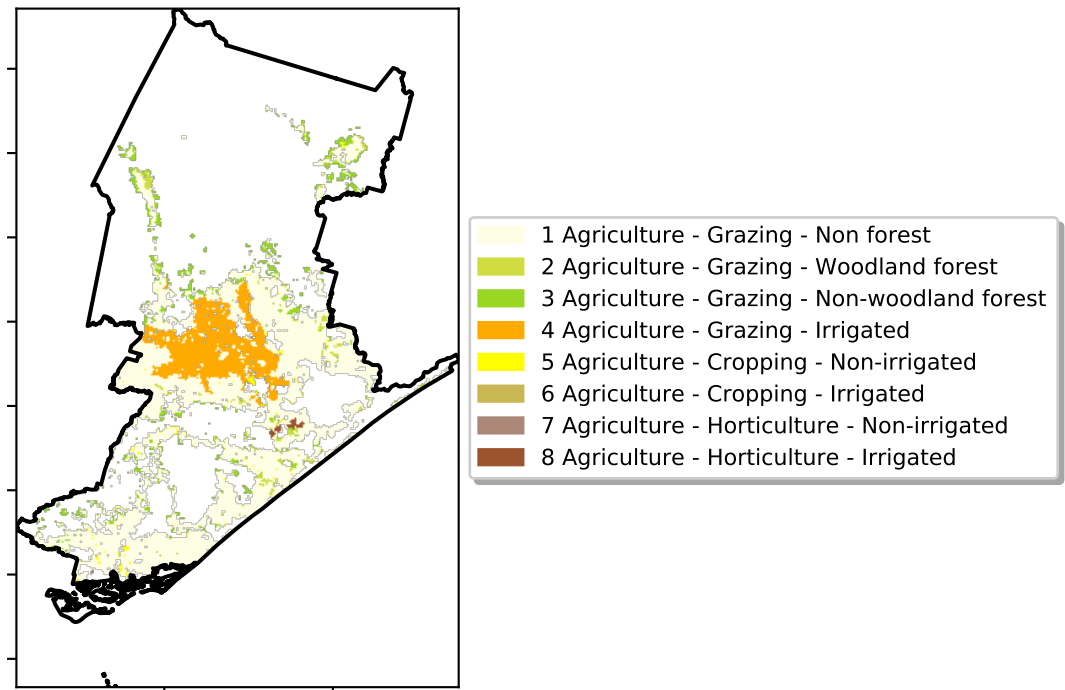 1 Agriculture - Grazing - Non forest
2 Agriculture - Grazing - Woodland forest
3 Agriculture - Grazing - Non-woodland forest
4 Agriculture - Grazing - Irrigated
5 Agriculture - Cropping - Non-irrigated
6 Agriculture - Cropping - Irrigated
7 Agriculture - Horticulture - Non-irrigated
8 Agriculture - Horticulture - Irrigated